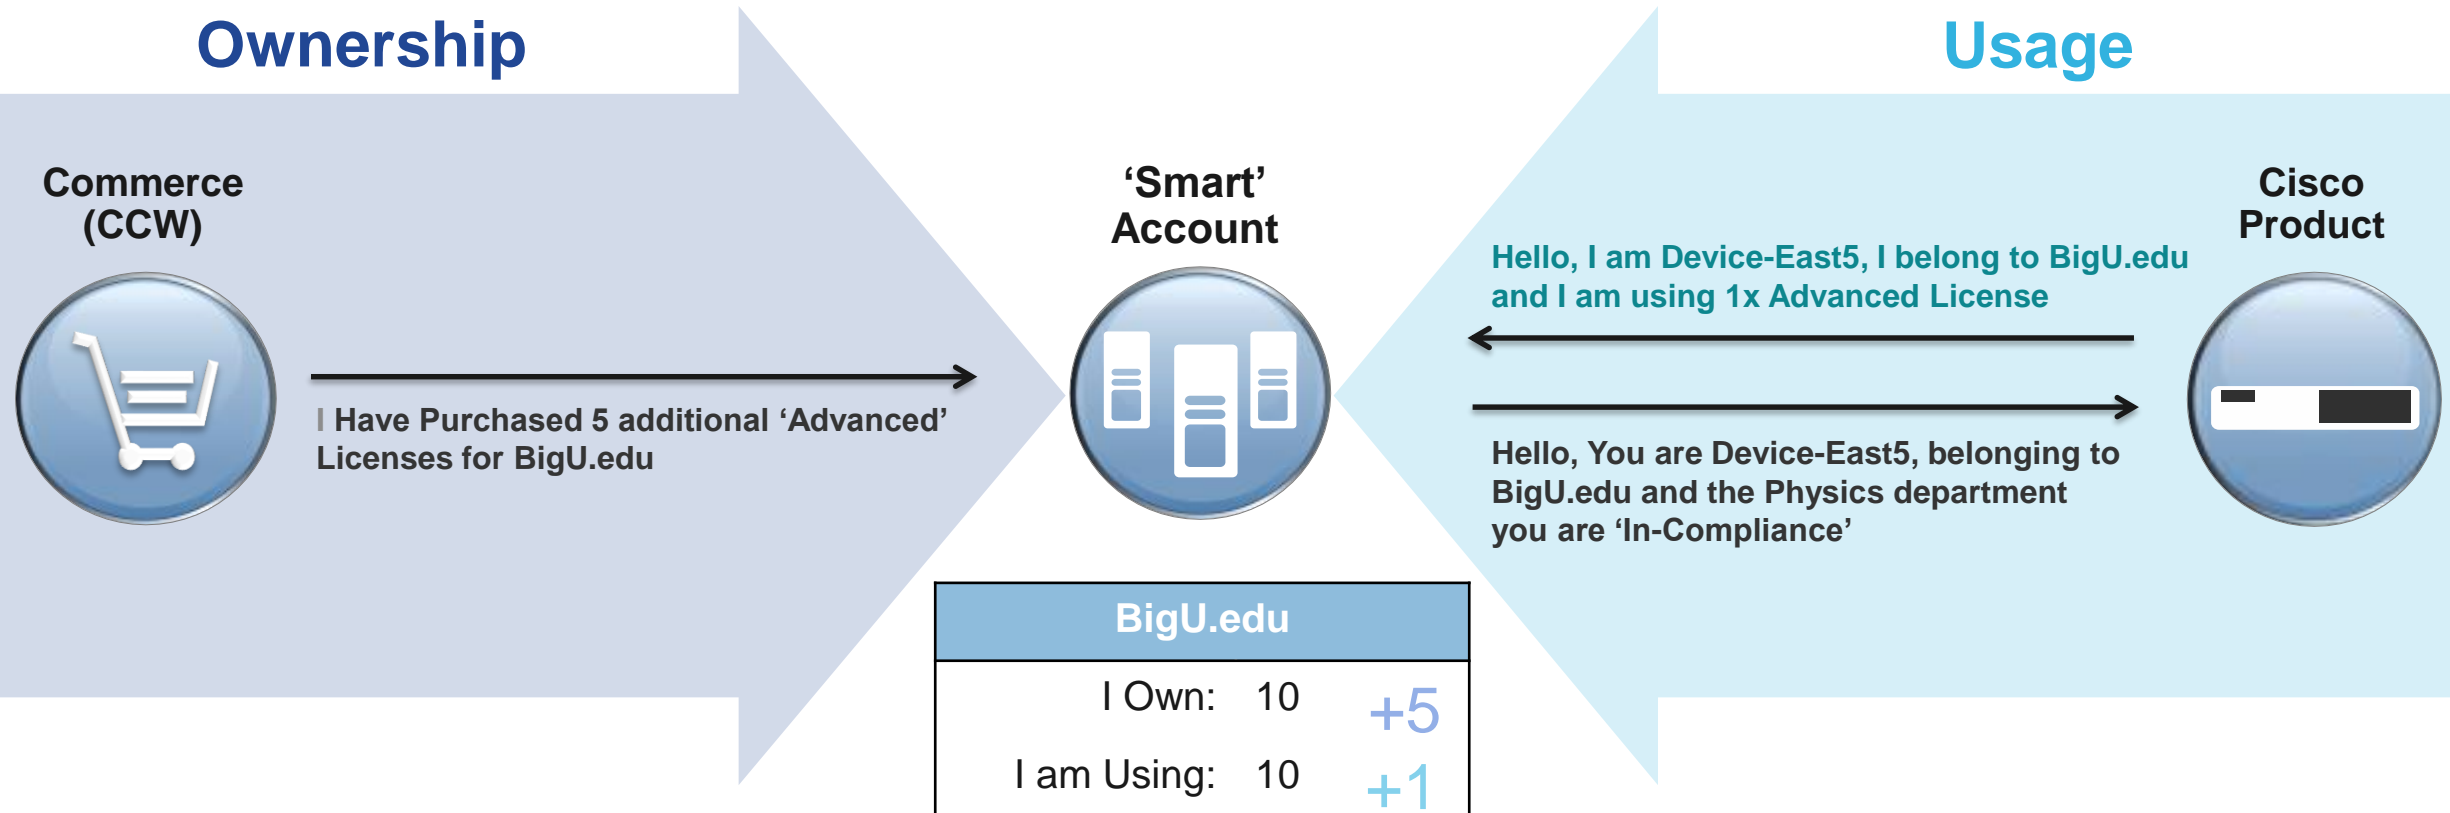 Ownership
Usage
Commerce
(CCW)
I Have Purchased 5 additional ‘Advanced’
Licenses for BigU.edu
‘Smart’
Account
Hello, I am Device-East5, I belong to BigU.edu
and I am using 1x Advanced License
Hello, You are Device-East5, belonging to
BigU.edu and the Physics department
you are ‘In-Compliance’
Cisco
Product
BigU.edu
I Own: 10 +5
I am Using: 10 +1